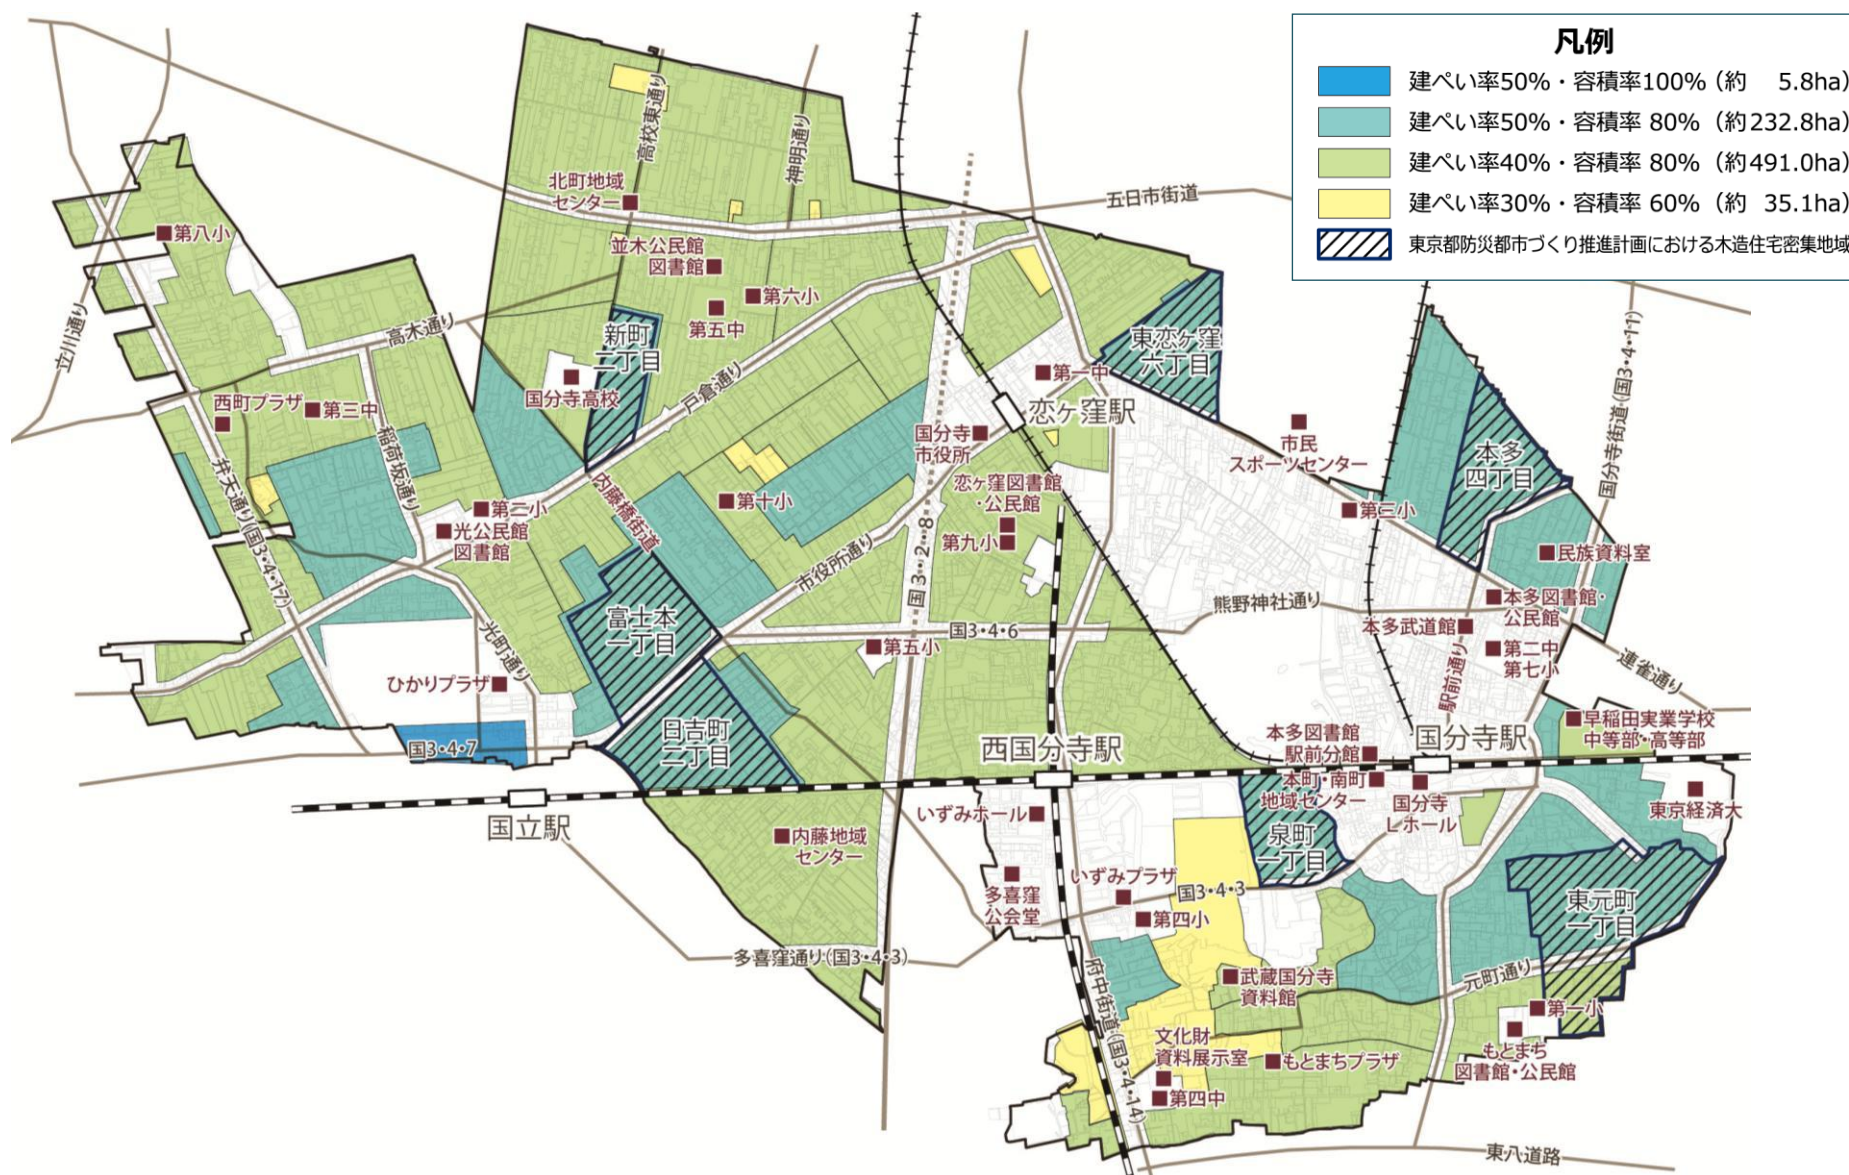 凡例
建ぺい率50%・容積率100%（約 5.8ha）
建ぺい率50%・容積率 80%（約232.8ha）
建ぺい率40%・容積率 80%（約491.0ha）
建ぺい率30%・容積率 60%（約 35.1ha）
東京都防災都市づくり推進計画における木造住宅密集地域
高校東通り
神明通り
北町地域
センター
五日市街道
第八小
並木公民館
図書館
第六小
第五中
立川通り
高木通り
新町
二丁目
東恋ヶ窪
六丁目
国分寺街道(国3・4・11)
戸倉通り
第一中
国分寺高校
西町プラザ
第三中
恋ヶ窪駅
稲荷坂通り
国分寺
市役所
市民
スポーツセンター
本多
四丁目
弁天通り(国3・4・17)
内藤橋街道
第十小
恋ヶ窪図書館
・公民館
第二小
第三小
光公民館
図書館
第九小
国3・2・8
市役所通り
民族資料室
富士本
一丁目
熊野神社通り
本多図書館・
公民館
本多武道館
国3・4・6
第五小
第二中
第七小
光町通り
駅前通り
連雀通り
ひかりプラザ
日吉町
二丁目
早稲田実業学校
中等部・高等部
国3・4・7
西国分寺駅
本多図書館
駅前分館
国分寺駅
本町・南町
地域センター
国分寺
Lホール
東京経済大
国立駅
いずみホール
泉町
一丁目
内藤地域
センター
多喜窪
公会堂
いずみプラザ
国3・4・3
第四小
東元町
一丁目
多喜窪通り(国3・4・3)
元町通り
武蔵国分寺
資料館
府中街道(国3・4・14)
第一小
文化財
資料展示室
もとまちプラザ
もとまち
図書館・公民館
第四中
東八道路